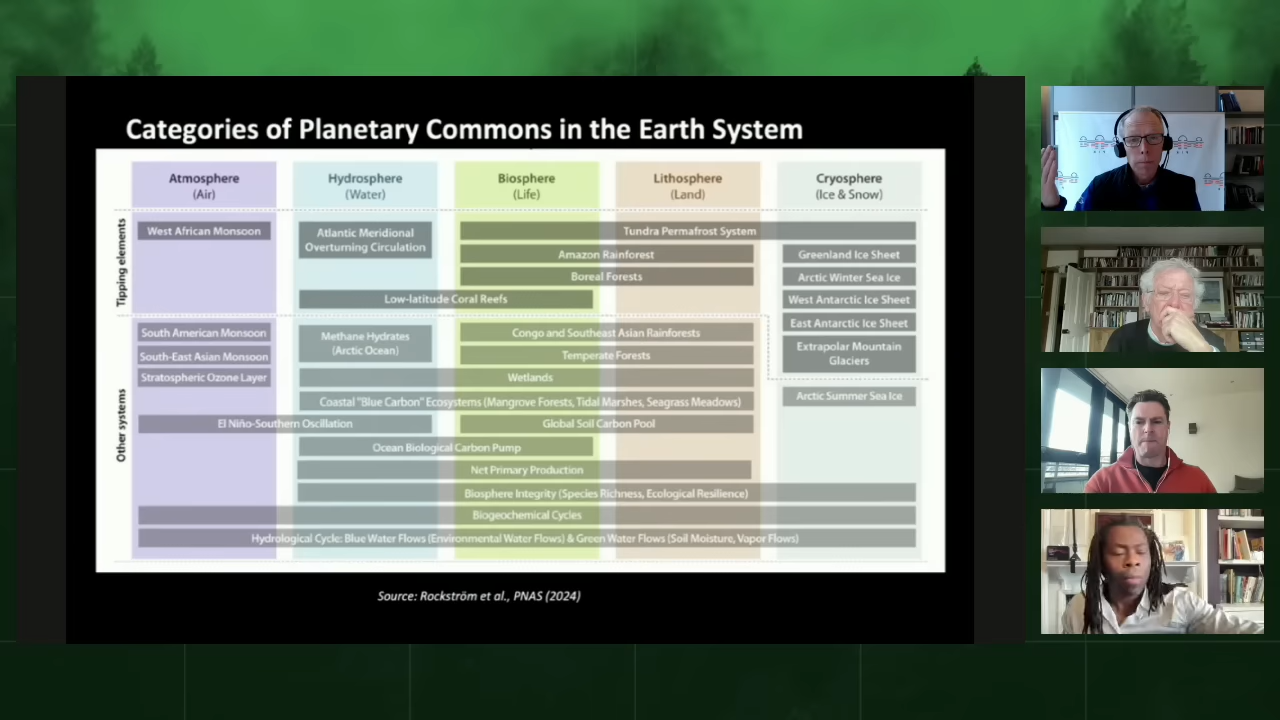 Categories of Planetary Commons in the Earth System
Atmosphere
(Air)
Hydrosphere
(Water)
Biosphere
(Life)
Lithosphere
(Land)
Cryosphere
(Ice & Snow)
Tipping elements
West African Monsoon
Atlantic Meridional
Overturning Circulation
Tundra Permafrost System
Amazon Rainforest
Greenland Ice Sheet
Boreal Forests
Arctic Winter Sea Ice
Low-latitude Coral Reefs
West Antarctic Ice Sheet
East Antarctic Ice Sheet
Extrapolar Mountain
Glaciers
Other systems
South American Monsoon
Methane Hydrates
(Arctic Ocean)
Congo and Southeast Asian Rainforests
South-East Asian Monsoon
Temperate Forests
Stratospheric Ozone Layer
Wetlands
Coastal "Blue Carbon" Ecosystems (Mangrove Forests, Tidal Marshes, Seagrass Meadows)
Arctic Summer Sea Ice
El Niño-Southern Oscillation
Global Soil Carbon Pool
Ocean Biological Carbon Pump
Net Primary Production
Biosphere Integrity (Species Richness, Ecological Resilience)
Biogeochemical Cycles
Hydrological Cycle: Blue Water Flows (Environmental Water Flows) & Green Water Flows (Soil Moisture, Vapor Flows)
Source: Rockström et al., PNAS (2024)